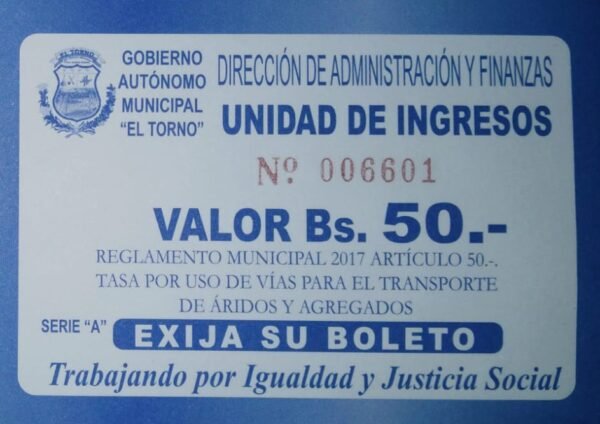 EL TORNO
GOBIERNO
AUTÓNOMO
MUNICIPAL
"EL TORNO"
DIRECCIÓN DE ADMINISTRACIÓN Y FINANZAS
UNIDAD DE INGRESOS
Nº 006601
VALOR Bs. 50.-
REGLAMENTO MUNICIPAL 2017 ARTÍCULO 50.-.
TASA POR USO DE VÍAS PARA EL TRANSPORTE
DE ÁRIDOS Y AGREGADOS
SERIE "A" EXIJA SU BOLETO
Trabajando por Igualdad y Justicia Social